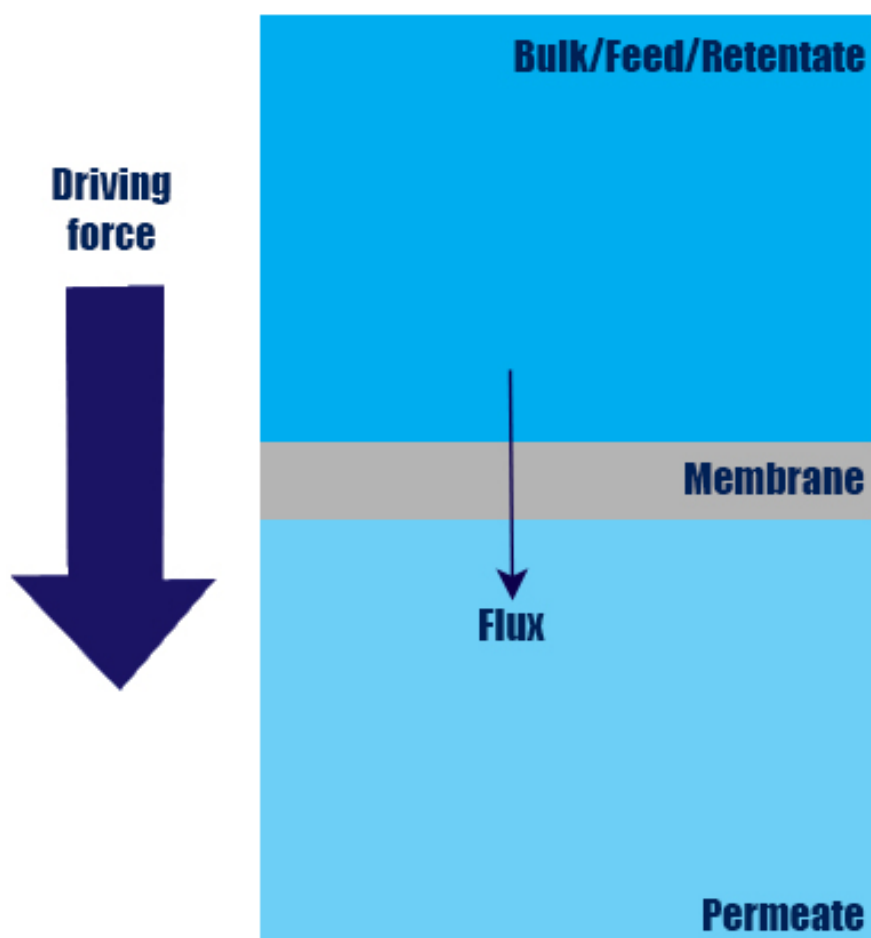 Bulk/Feed/Retentate
Driving
force
Membrane
Flux
Permeate